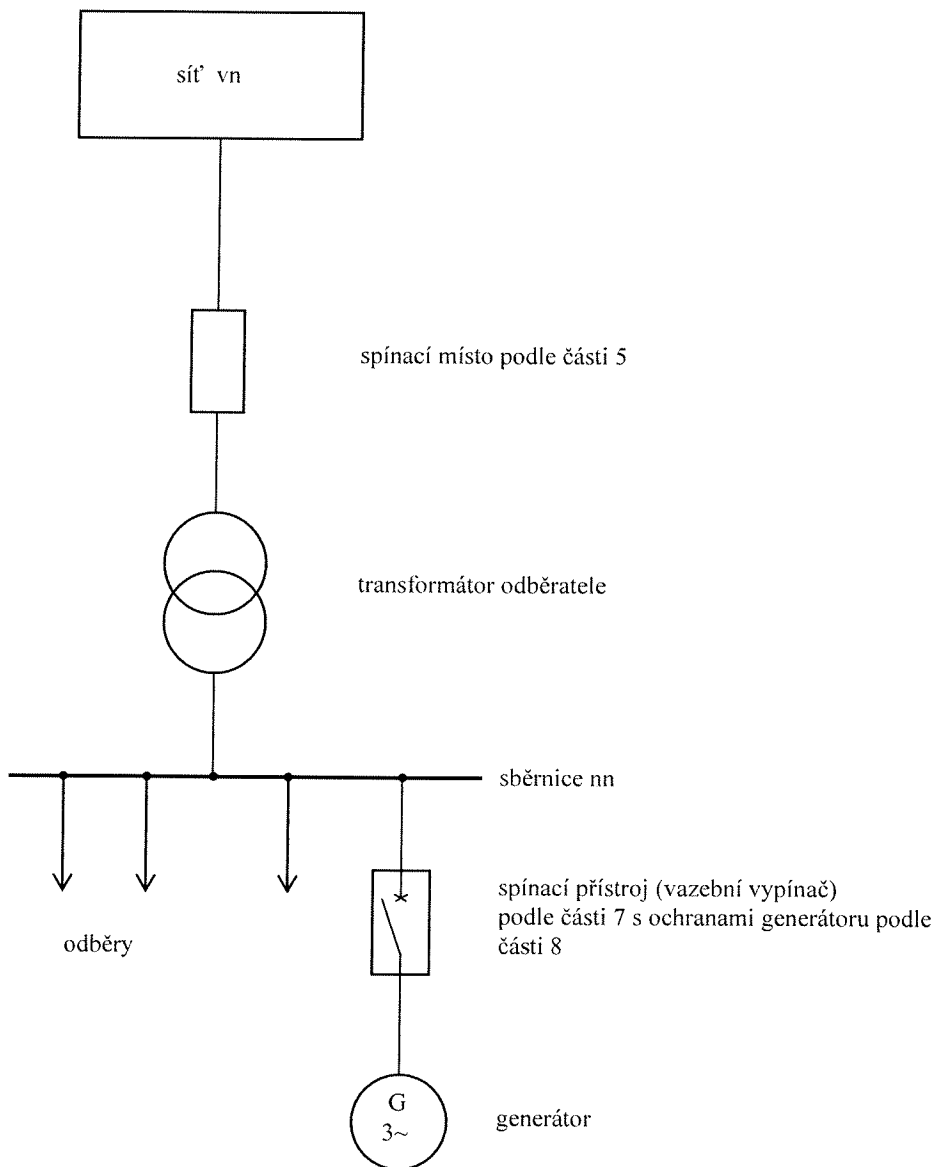 síť vn
spínací místo podle části 5
transformátor odběratele
sběrnice nn
spínací přístroj (vazební vypínač)
podle části 7 s ochranami generátoru podle
části 8
odběry
G
3~
generátor